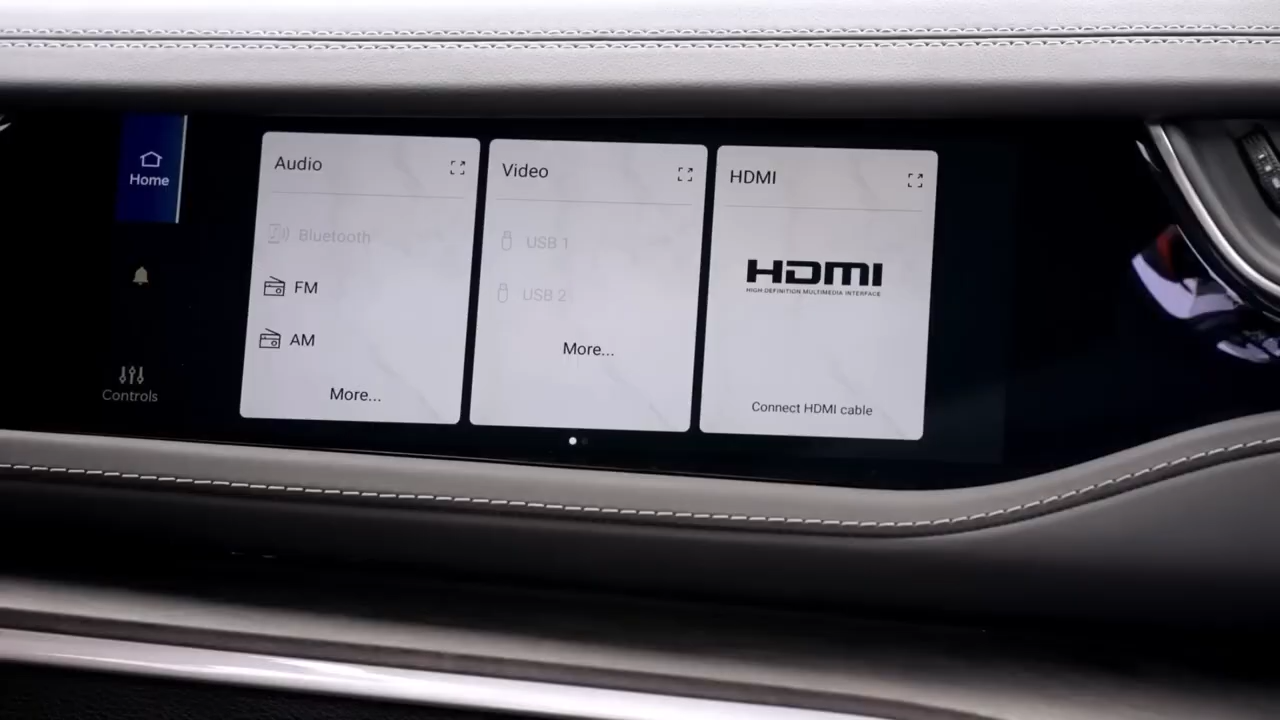 Home
Controls
Audio
Bluetooth
FM
AM
More...
Video
USB 1
USB 2
More...
HDMI
HDMI
HIGH-DEFINITION MULTIMEDIA INTERFACE
Connect HDMI cable